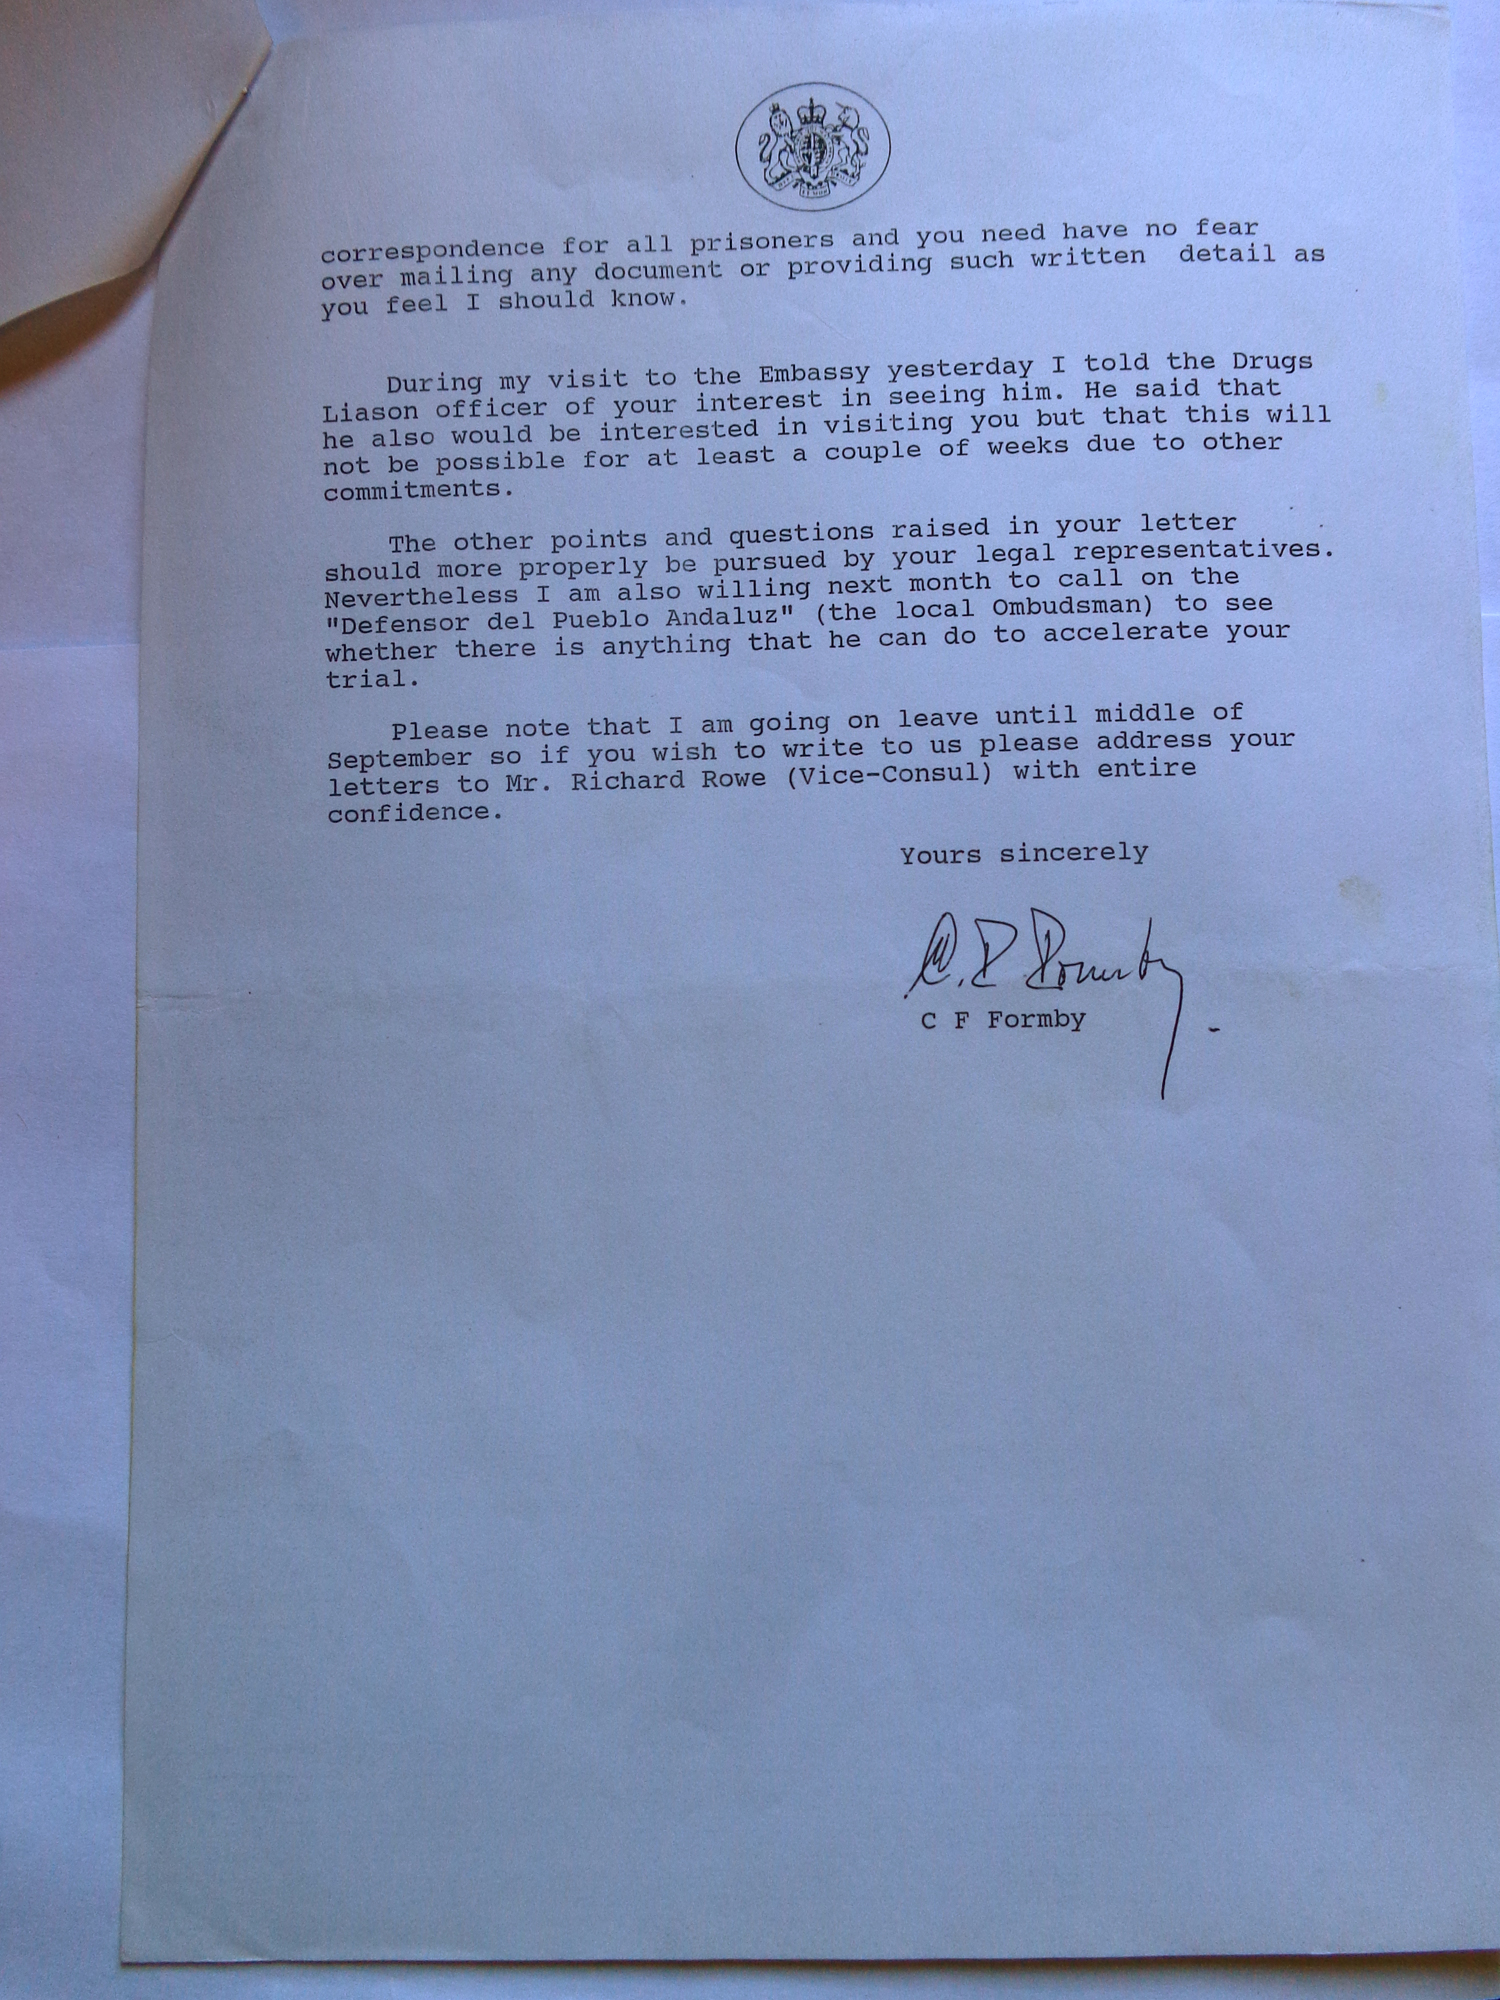 correspondence for all prisoners and you need have no fear
over mailing any document or providing such written detail as
you feel I should know.
During my visit to the Embassy yesterday I told the Drugs
Liason officer of your interest in seeing him. He said that
he also would be interested in visiting you but that this will
not be possible for at least a couple of weeks due to other
commitments.
The other points and questions raised in your letter
should more properly be pursued by your legal representatives.
Nevertheless I am also willing next month to call on the
"Defensor del Pueblo Andaluz" (the local Ombudsman) to see
whether there is anything that he can do to accelerate your
trial.
Please note that I am going on leave until middle of
September so if you wish to write to us please address your
letters to Mr. Richard Rowe (Vice-Consul) with entire
confidence.
Yours sincerely
C. F Formby
C F Formby